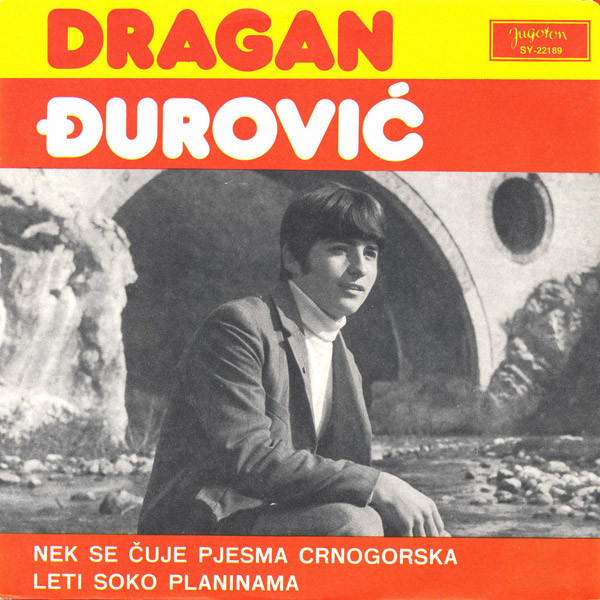 DRAGAN
ĐUROVIĆ
Jugoton
SY-22189
NEK SE ČUJE PJESMA CRNOGORSKA
LETI SOKO PLANINAMA